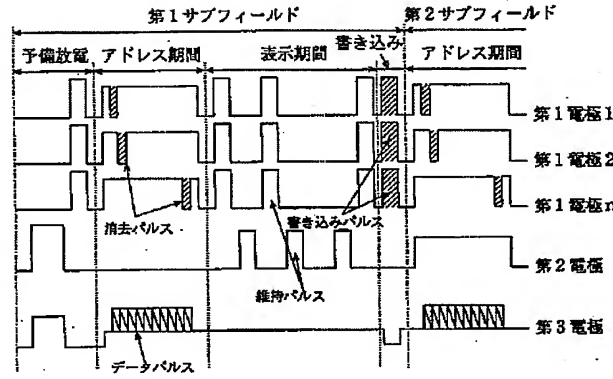 第1サブフィールド
第2サブフィールド
書き込み
予備放電
アドレス期間
表示期間
アドレス期間
第1電極1
第1電極2
第1電極n
消去パルス
書き込みパルス
第2電極
維持パルス
第3電極
データパルス